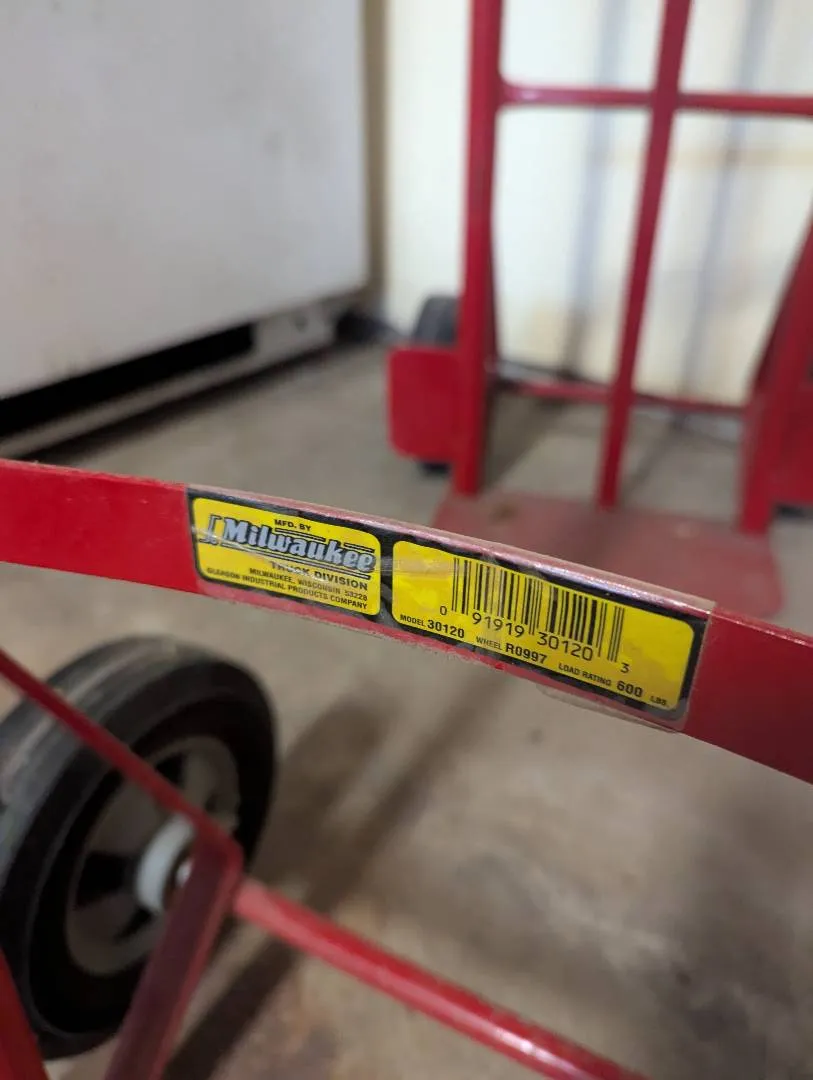 MFD. BY
Milwaukee
TRUCK DIVISION
MILWAUKEE, WISCONSIN 53228
GLEASON INDUSTRIAL PRODUCTS COMPANY
0 91919 30120 3
MODEL 30120 WHEEL R0997 LOAD RATING 600 LBS.